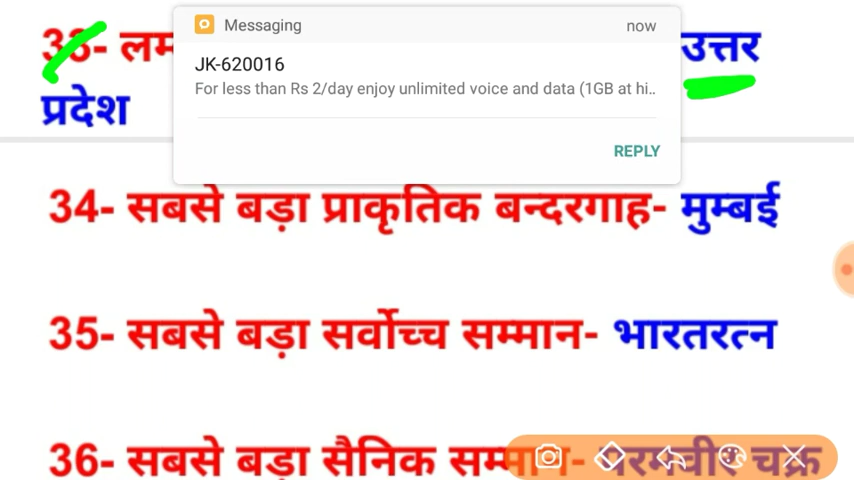 Messaging now
JK-620016
For less than Rs 2/day enjoy unlimited voice and data (1GB at hi..
REPLY
33- उत्तर
प्रदेश
34- सबसे बड़ा प्राकृतिक बन्दरगाह- मुम्बई
35- सबसे बड़ा सर्वोच्च सम्मान- भारतरत्न
36- सबसे बड़ा सैनिक सम्मान- परमवीर चक्र